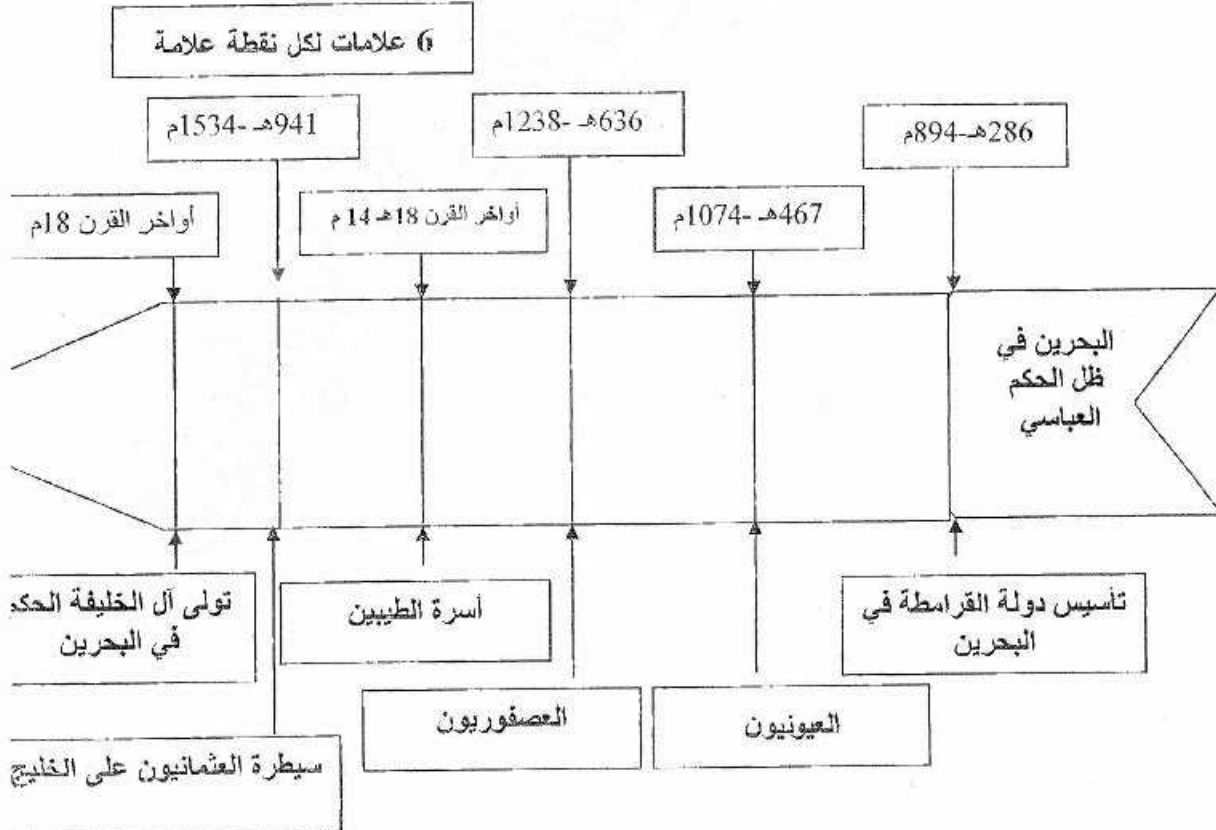 6 علامات لكل نقطة علامة
286هـ-894م
636هـ -1238م
941هـ -1534م
467هـ -1074م
أواخر القرن 18هـ 14 م
أواخر القرن 18م
البحرين في
ظل الحكم
العباسي
تأسيس دولة القرامطة في
البحرين
أسرة الطيبين
تولى آل الخليفة الحكم
في البحرين
العيونيون
العصفوريون
سيطرة العثمانيون على الخليج